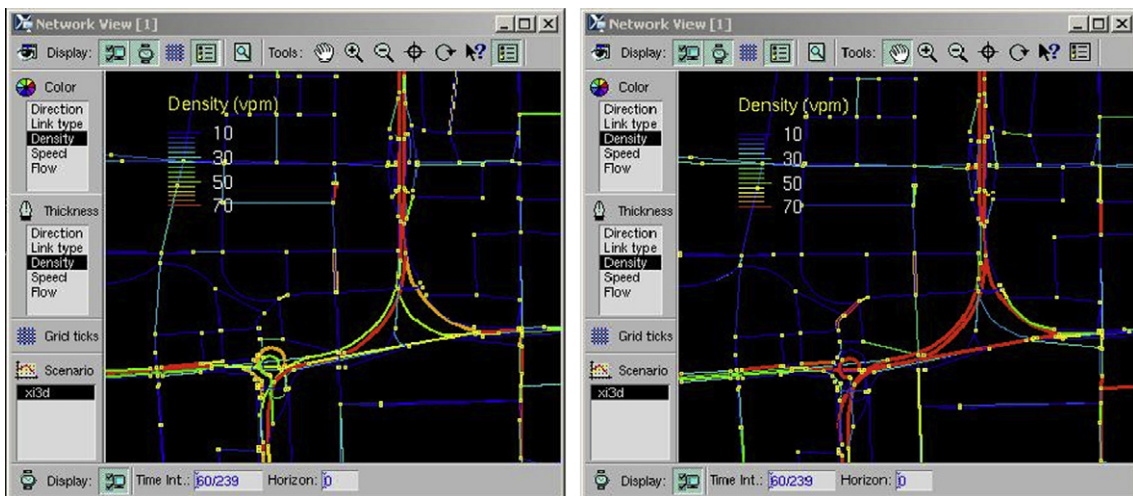 Network View [1]
Display: Tools:
Color
Direction
Link type
Density
Speed
Flow
Thickness
Direction
Link type
Density
Speed
Flow
Grid ticks
Scenario
xi3d
Density (vpm)
10
30
50
70
Display: Time Int.: 60/239 Horizon: 0
Network View [1]
Display: Tools:
Color
Direction
Link type
Density
Speed
Flow
Thickness
Direction
Link type
Density
Speed
Flow
Grid ticks
Scenario
xi3d
Density (vpm)
10
30
50
70
Display: Time Int.: 60/239 Horizon: 0